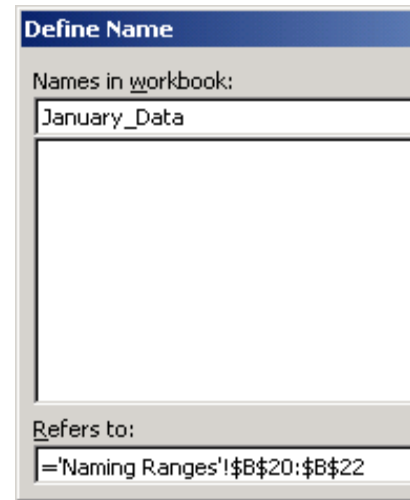 Define Name
Names in workbook:
January_Data
Refers to:
='Naming Ranges'!$B$20:$B$22